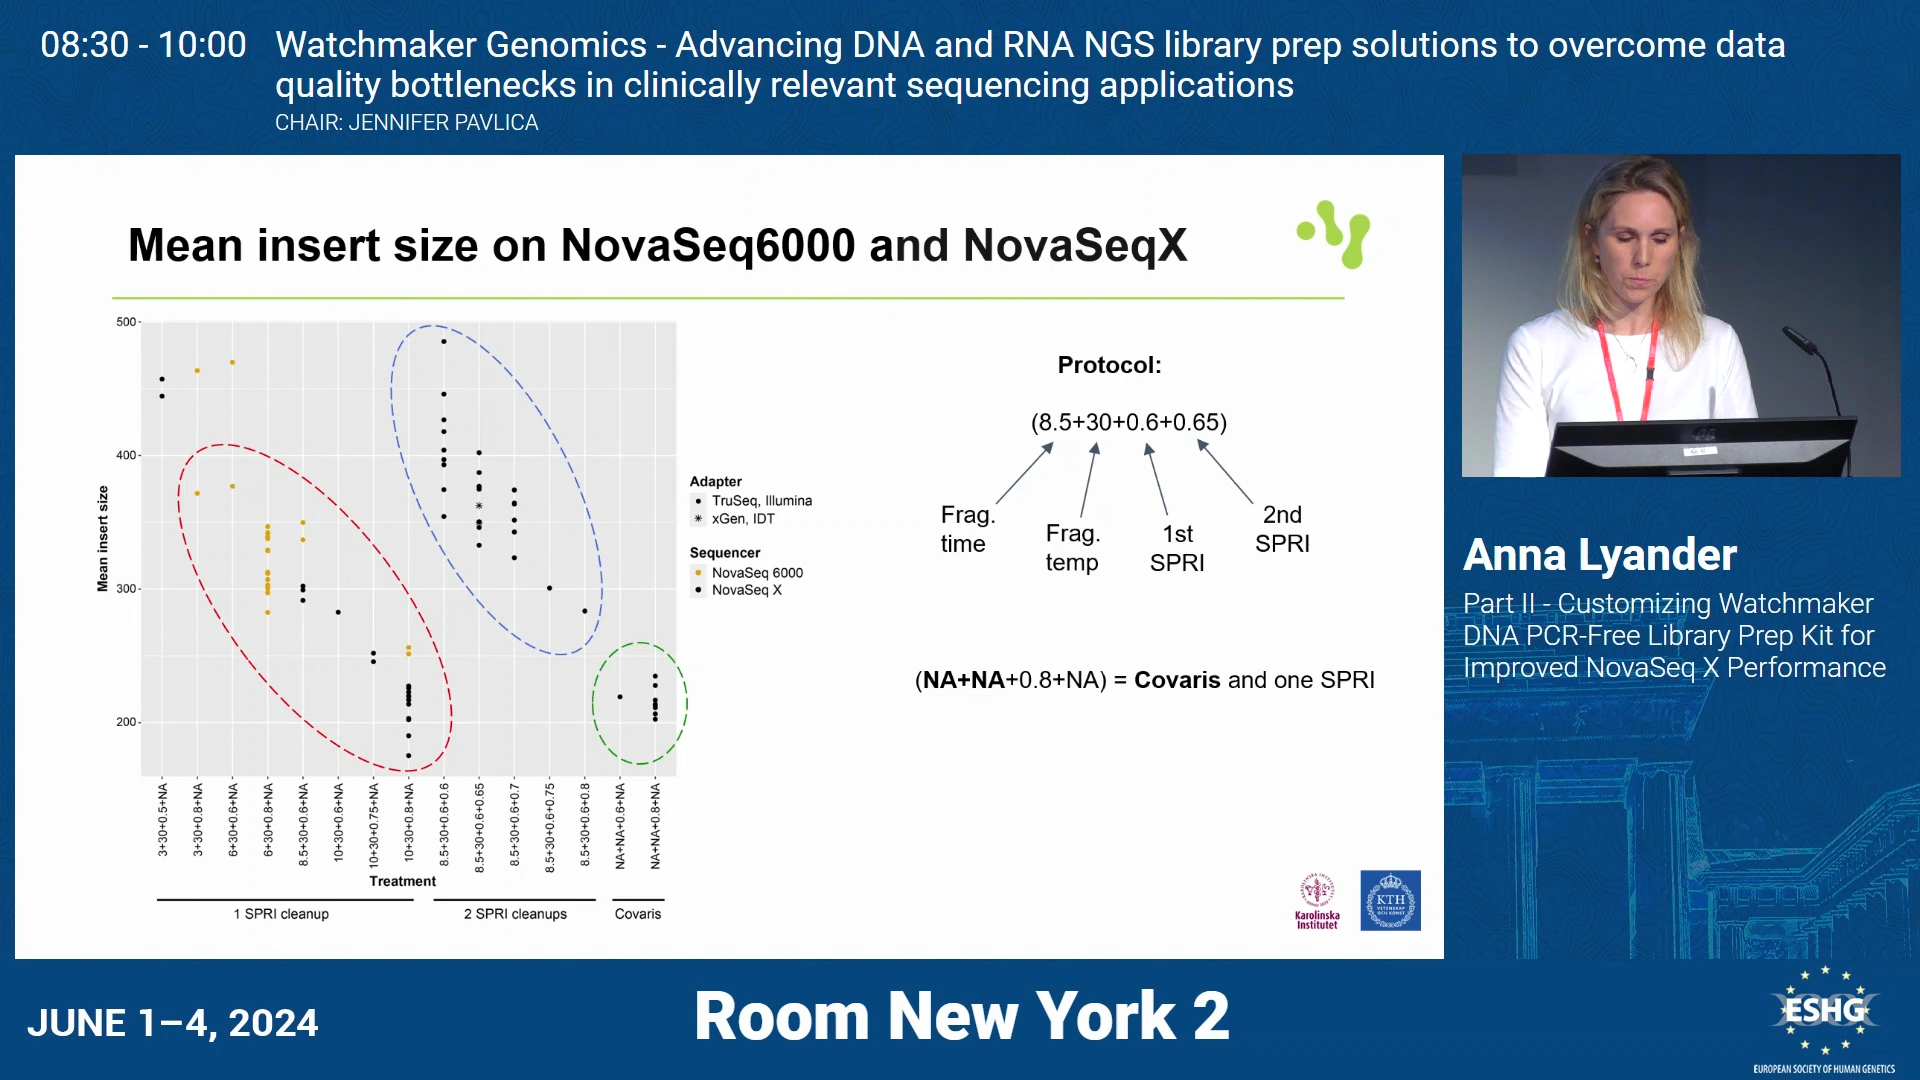 08:30 - 10:00
Watchmaker Genomics - Advancing DNA and RNA NGS library prep solutions to overcome data
quality bottlenecks in clinically relevant sequencing applications
CHAIR: JENNIFER PAVLICA
Mean insert size on NovaSeq6000 and NovaSeqX
500
400
300
200
Mean insert size
3+30+0.5+NA
3+30+0.8+NA
6+30+0.6+NA
6+30+0.8+NA
8.5+30+0.6+NA
10+30+0.6+NA
10+30+0.75+NA
10+30+0.8+NA
8.5+30+0.6+0.6
8.5+30+0.6+0.65
8.5+30+0.6+0.7
8.5+30+0.6+0.75
8.5+30+0.6+0.8
NA+NA+0.6+NA
NA+NA+0.8+NA
Treatment
1 SPRI cleanup
2 SPRI cleanups
Covaris
Adapter
TruSeq, Illumina
xGen, IDT
Sequencer
NovaSeq 6000
NovaSeq X
Protocol:
(8.5+30+0.6+0.65)
Frag.
time
Frag.
temp
1st
SPRI
2nd
SPRI
(NA+NA+0.8+NA) = Covaris and one SPRI
Karolinska
Institutet
KTH
Anna Lyander
Part II - Customizing Watchmaker
DNA PCR-Free Library Prep Kit for
Improved NovaSeq X Performance
JUNE 1–4, 2024
Room New York 2
ESHG
EUROPEAN SOCIETY OF HUMAN GENETICS